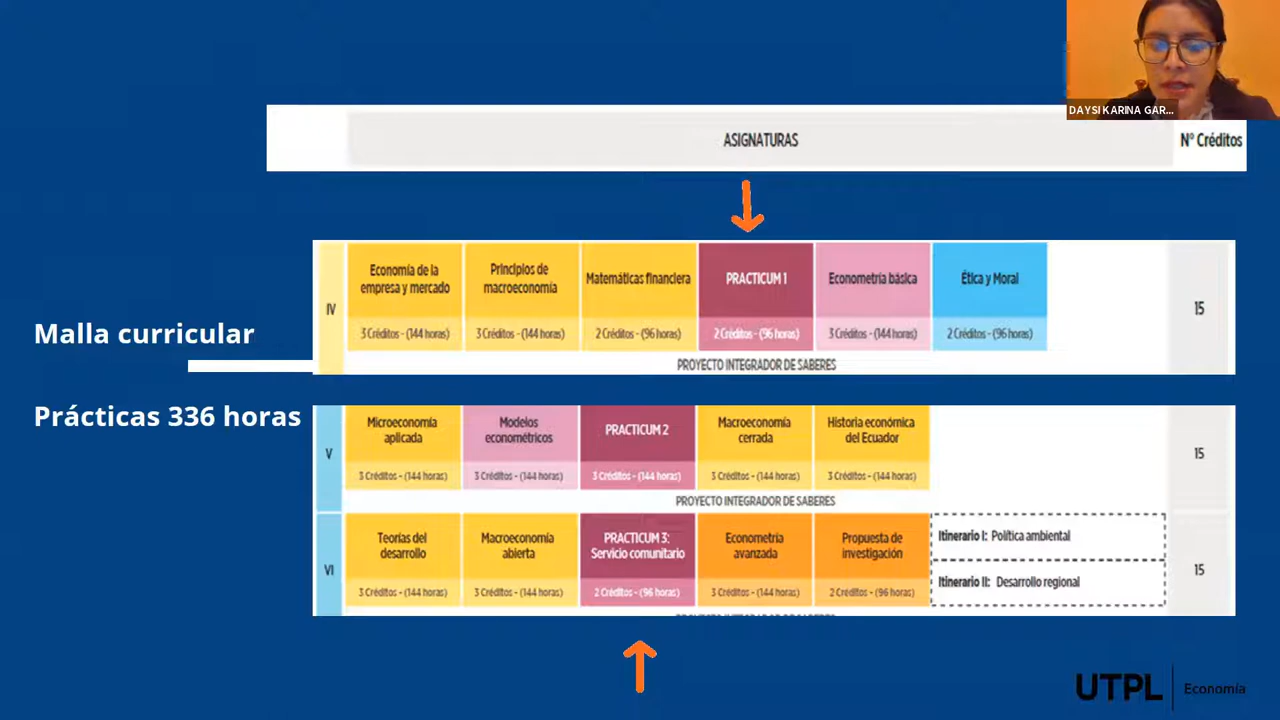 DAYSI KARINA GAR...
ASIGNATURAS
N° Créditos
Malla curricular
Prácticas 336 horas
IV
Economía de la
empresa y mercado
3 Créditos - (144 horas)
Principios de
macroeconomía
3 Créditos - (144 horas)
Matemáticas financiera
2 Créditos - (96 horas)
PRACTICUM 1
2 Créditos - (96 horas)
Econometría básica
3 Créditos - (144 horas)
Ética y Moral
2 Créditos - (96 horas)
15
PROYECTO INTEGRADOR DE SABERES
V
Microeconomía
aplicada
3 Créditos - (144 horas)
Modelos
econométricos
3 Créditos - (144 horas)
PRACTICUM 2
3 Créditos - (144 horas)
Macroeconomía
cerrada
3 Créditos - (144 horas)
Historia económica
del Ecuador
3 Créditos - (144 horas)
15
PROYECTO INTEGRADOR DE SABERES
VI
Teorías del
desarrollo
3 Créditos - (144 horas)
Macroeconomía
abierta
3 Créditos - (144 horas)
PRACTICUM 3:
Servicio comunitario
2 Créditos - (96 horas)
Econometría
avanzada
3 Créditos - (144 horas)
Propuesta de
investigación
2 Créditos - (96 horas)
Itinerario I: Política ambiental
Itinerario II: Desarrollo regional
15
UTPL
Economía